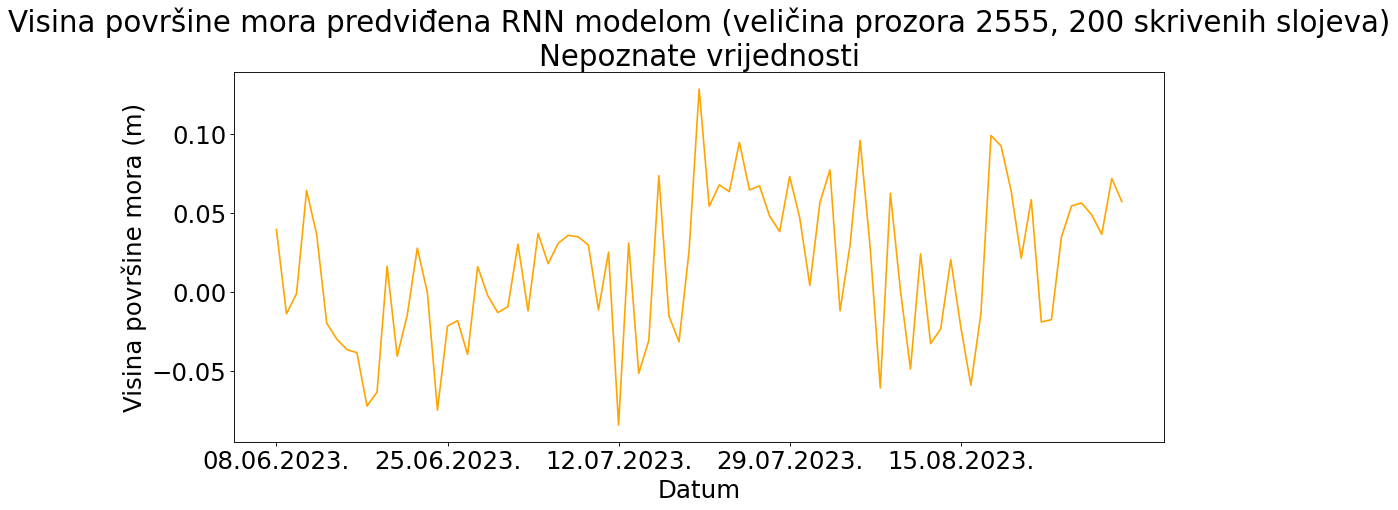 Visina površine mora predviđena RNN modelom (veličina prozora 2555, 200 skrivenih slojeva)
Nepoznate vrijednosti
Visina površine mora (m)
0.10
0.05
0.00
−0.05
08.06.2023. 25.06.2023. 12.07.2023. 29.07.2023. 15.08.2023.
Datum